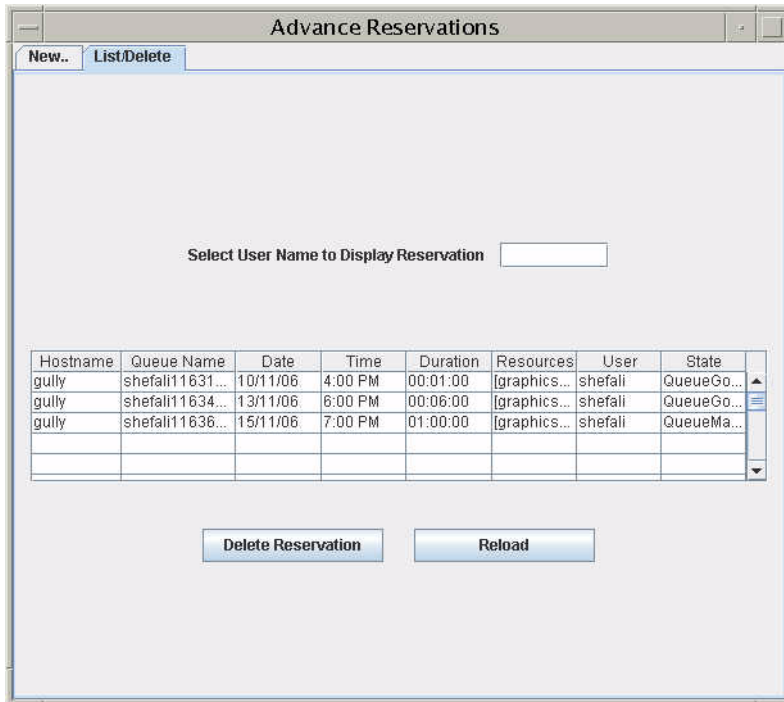 Advance Reservations
New.. List/Delete
Select User Name to Display Reservation
Hostname Queue Name Date Time Duration Resources User State
gully shefali11631... 10/11/06 4:00 PM 00:01:00 [graphics... shefali QueueGo...
gully shefali11634... 13/11/06 6:00 PM 00:06:00 [graphics... shefali QueueGo...
gully shefali11636... 15/11/06 7:00 PM 01:00:00 [graphics... shefali QueueMa...
Delete Reservation Reload